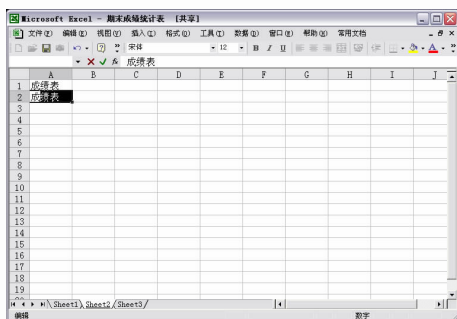 Microsoft Excel - 期末成绩统计表 [共享]
文件(F) 编辑(E) 视图(V) 插入(I) 格式(O) 工具(T) 数据(D) 窗口(W) 帮助(H) 常用文档
宋体 12 B I U
成绩表
A B C D E F G H I J
1 成绩表
2 成绩表
3
4
5
6
7
8
9
10
11
12
13
14
15
16
17
18
19
Sheet1 Sheet2 Sheet3
编辑 数字